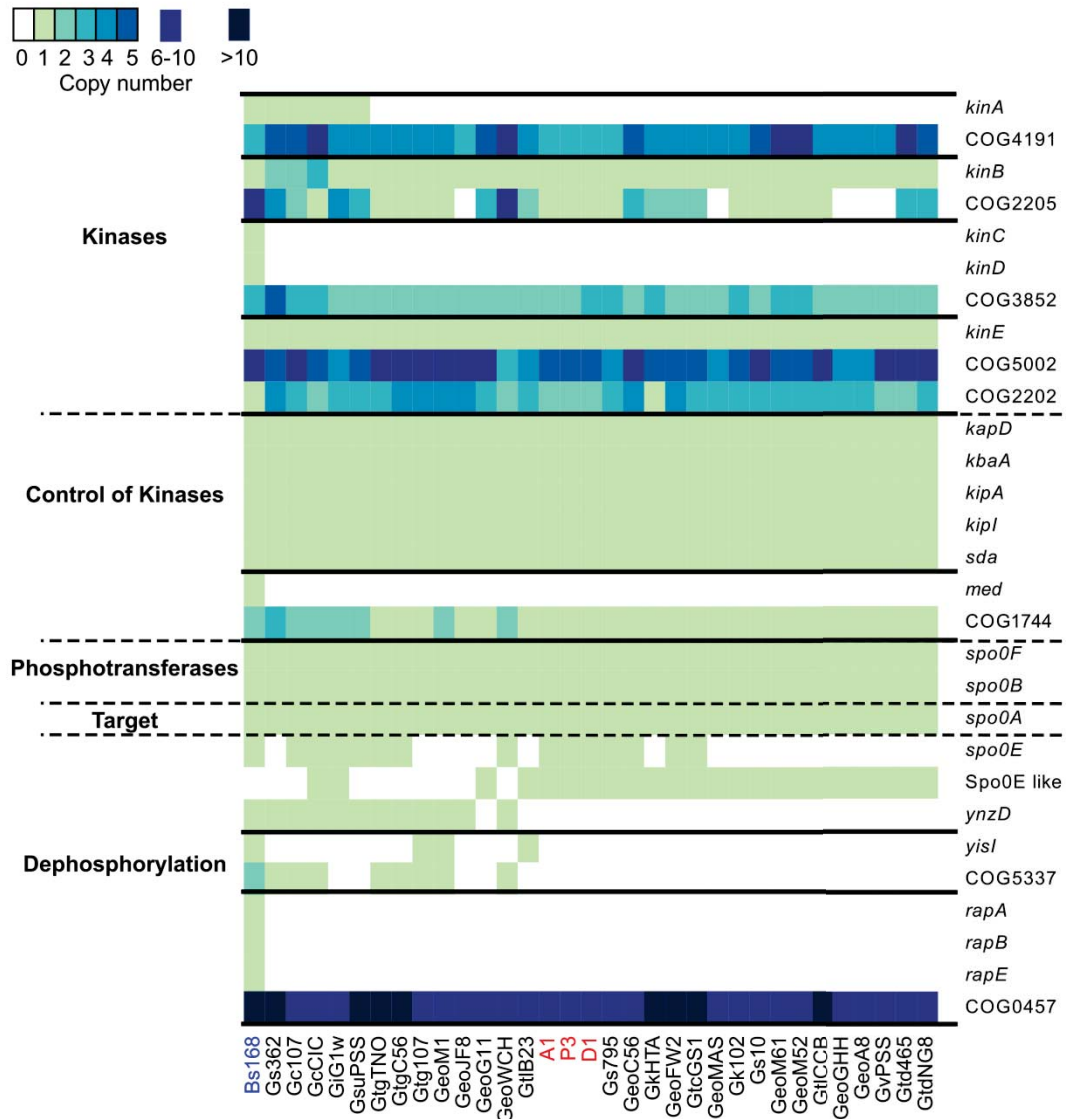 0 1 2 3 4 5 6-10 >10
Copy number
kinA
COG4191
kinB
COG2205
Kinases
kinC
kinD
COG3852
kinE
COG5002
COG2202
kapD
kbaA
Control of Kinases
kipA
kipI
sda
med
COG1744
Phosphotransferases
spo0F
spo0B
Target
spo0A
spo0E
Spo0E like
ynzD
yisI
Dephosphorylation
COG5337
rapA
rapB
rapE
COG0457
Bs168
Gs362
Gc107
GcCIC
GiG1w
GsuPSS
GtgTNO
GtgC56
Gtg107
GeoM1
GeoJF8
GeoG11
GeoWCH
GtIB23
A1
P3
D1
Gs795
GeoC56
GkHTA
GeoFW2
GtcGS1
GeoMAS
Gk102
Gs10
GeoM61
GeoM52
GtICCB
GeoGHH
GeoA8
GvPSS
Gtd465
GtdNG8